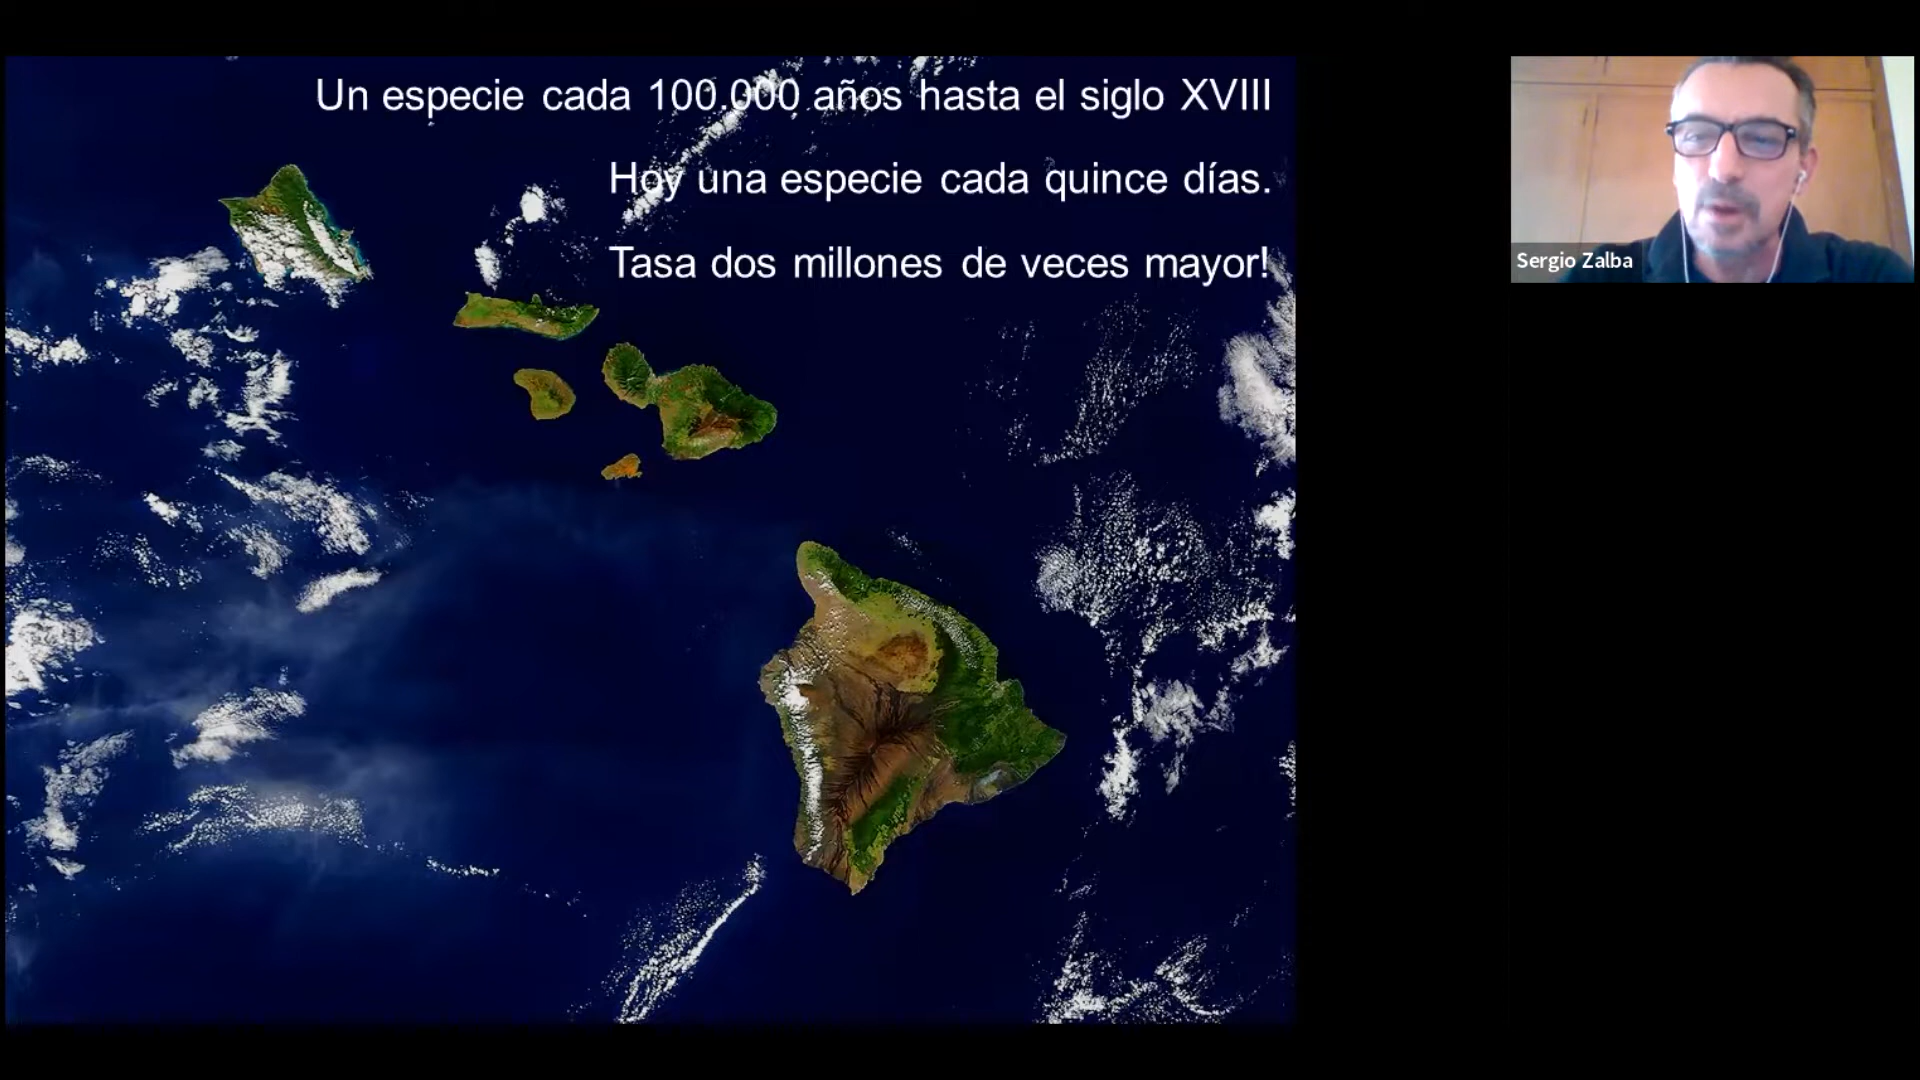 Un especie cada 100.000 años hasta el siglo XVIII
Hoy una especie cada quince días.
Tasa dos millones de veces mayor!
Sergio Zalba